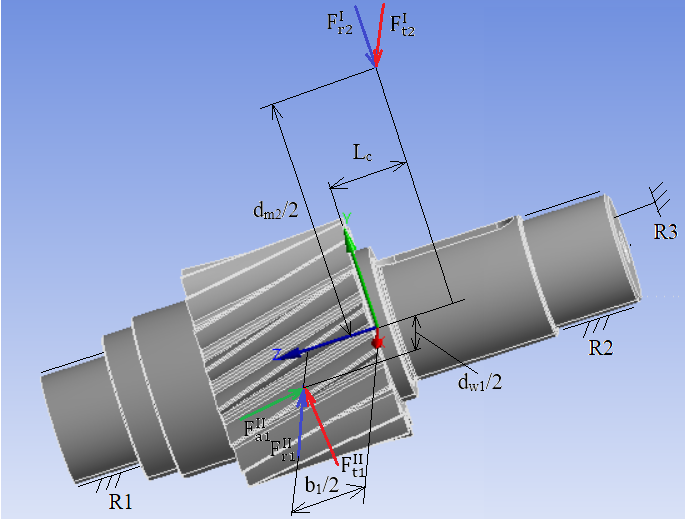 F^I_r2 F^I_t2
L_c
d_m2/2
Y
R3
Z
R2
d_w1/2
F^II_a1
F^II_r1
F^II_t1
b_1/2
R1